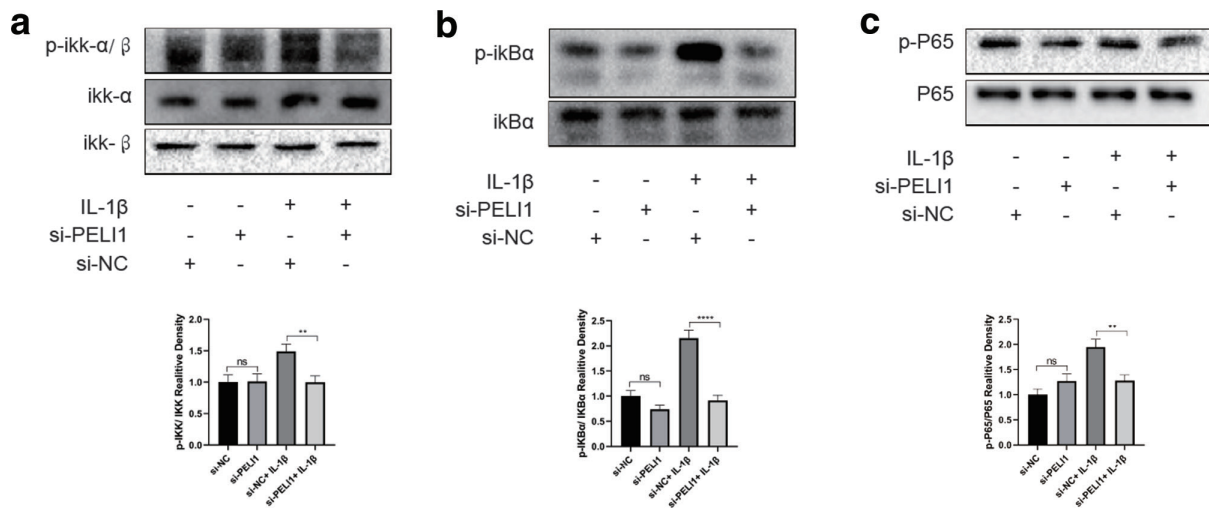 a
p-ikk-α/ β
ikk-α
ikk- β
IL-1β - - + +
si-PELI1 - + - +
si-NC + - + -
p-IKK/ IKK Realitive Density
2.0
1.5
1.0
0.5
0.0
ns
**
si-NC
si-PELI1
si-NC+ IL-1β
si-PELI1+ IL-1β
b
p-ikBα
ikBα
IL-1β - - + +
si-PELI1 - + - +
si-NC + - + -
p-IKBα/ IKBα Realitive Density
2.5
2.0
1.5
1.0
0.5
0.0
ns
****
si-NC
si-PELI1
si-NC+ IL-1β
si-PELI1+ IL-1β
c
p-P65
P65
IL-1β - - + +
si-PELI1 - + - +
si-NC + - + -
p-P65/P65 Realitive Density
2.5
2.0
1.5
1.0
0.5
0.0
ns
**
si-NC
si-PELI1
si-NC+ IL-1β
si-PELI1+ IL-1β